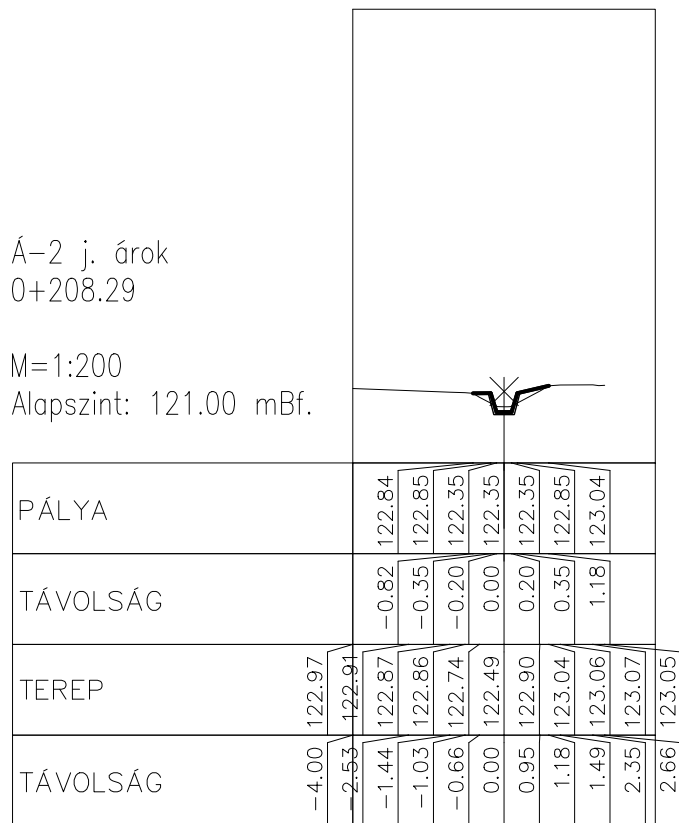 Á-2 j. árok
0+208.29
M=1:200
Alapszint: 121.00 mBf.
PÁLYA 122.84 122.85 122.35 122.35 122.35 122.85 123.04
TÁVOLSÁG -0.82 -0.35 -0.20 0.00 0.20 0.35 1.18
TEREP 122.97 122.91 122.87 122.86 122.74 122.49 122.90 123.04 123.06 123.07 123.05
TÁVOLSÁG -4.00 -2.53 -1.44 -1.03 -0.66 0.00 0.95 1.18 1.49 2.35 2.66